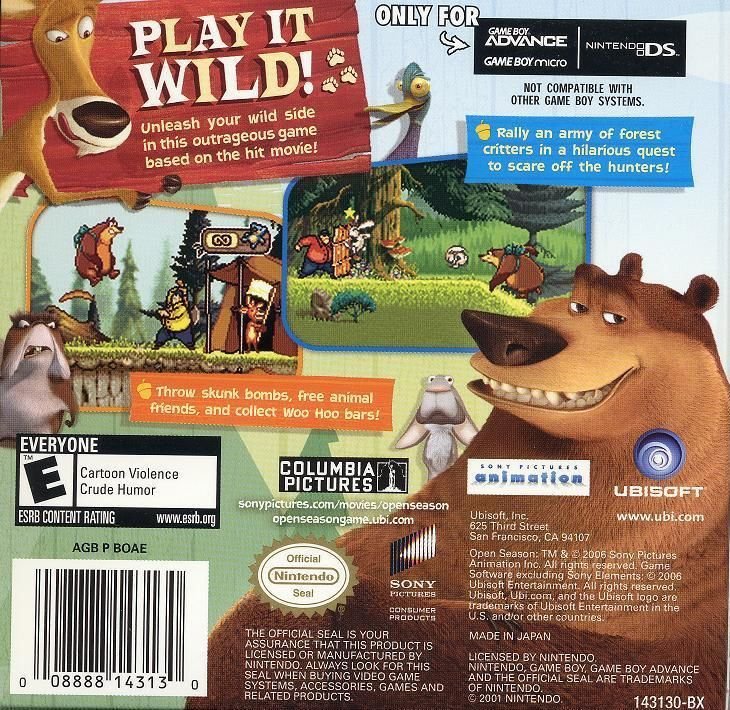 PLAY IT
WILD!
Unleash your wild side
in this outrageous game
based on the hit movie!
ONLY FOR
GAME BOY
ADVANCE
GAME BOY micro
NINTENDO DS™
NOT COMPATIBLE WITH
OTHER GAME BOY SYSTEMS.
Rally an army of forest
critters in a hilarious quest
to scare off the hunters!
Throw skunk bombs, free animal
friends, and collect Woo Hoo bars!
EVERYONE
E
TM
Cartoon Violence
Crude Humor
ESRB CONTENT RATING www.esrb.org
AGB P BOAE
0 08888 14313 0
COLUMBIA
PICTURES
sonypictures.com/movies/openseason
openseasongame.ubi.com
Official
Nintendo
Seal
SONY
PICTURES
CONSUMER
PRODUCTS
THE OFFICIAL SEAL IS YOUR
ASSURANCE THAT THIS PRODUCT IS
LICENSED OR MANUFACTURED BY
NINTENDO. ALWAYS LOOK FOR THIS
SEAL WHEN BUYING VIDEO GAME
SYSTEMS, ACCESSORIES, GAMES AND
RELATED PRODUCTS.
SONY PICTURES
animation
UBISOFT
www.ubi.com
Ubisoft, Inc.
625 Third Street
San Francisco, CA 94107
Open Season: TM & © 2006 Sony Pictures
Animation Inc. All rights reserved. Game
Software excluding Sony Elements: © 2006
Ubisoft Entertainment. All rights reserved.
Ubisoft, Ubi.com, and the Ubisoft logo are
trademarks of Ubisoft Entertainment in the
U.S. and/or other countries.
MADE IN JAPAN
LICENSED BY NINTENDO.
NINTENDO, GAME BOY, GAME BOY ADVANCE
AND THE OFFICIAL SEAL ARE TRADEMARKS
OF NINTENDO.
© 2001 NINTENDO.
143130-BX